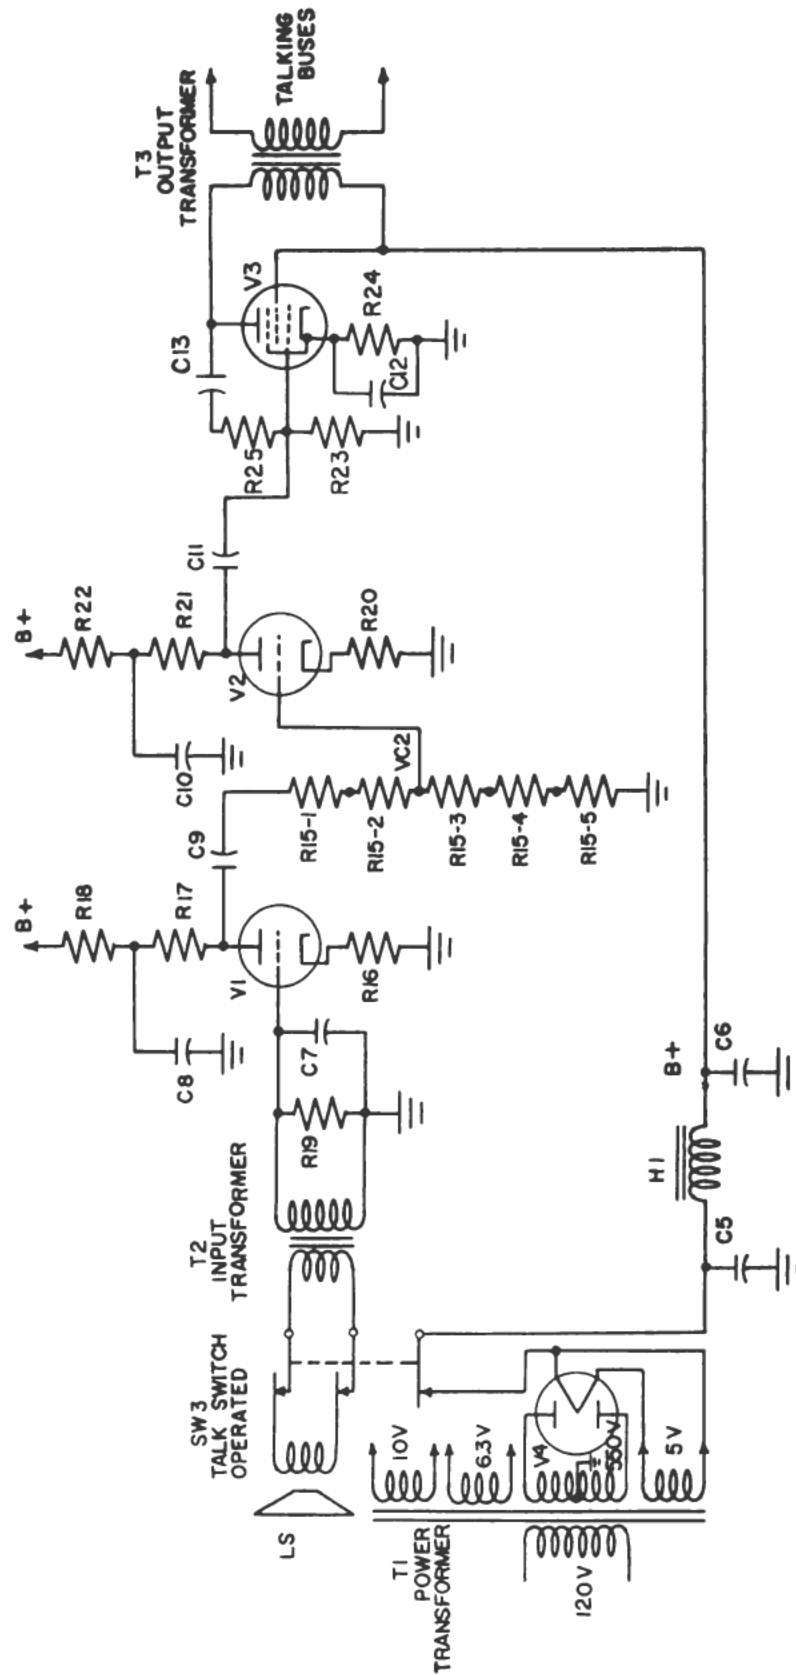 LS
SW3
TALK SWITCH
OPERATED
T2
INPUT
TRANSFORMER
R19
C7
C8
B+
R18
R17
V1
R16
C9
R15-1
R15-2
VC2
R15-3
R15-4
R15-5
C10
B+
R22
R21
V2
R20
C11
C13
R25
R23
V3
R24
C12
T3
OUTPUT
TRANSFORMER
TALKING
BUSES
T1
POWER
TRANSFORMER
120V
10V
6.3V
V4
550V
5V
C5
H1
B+
C6